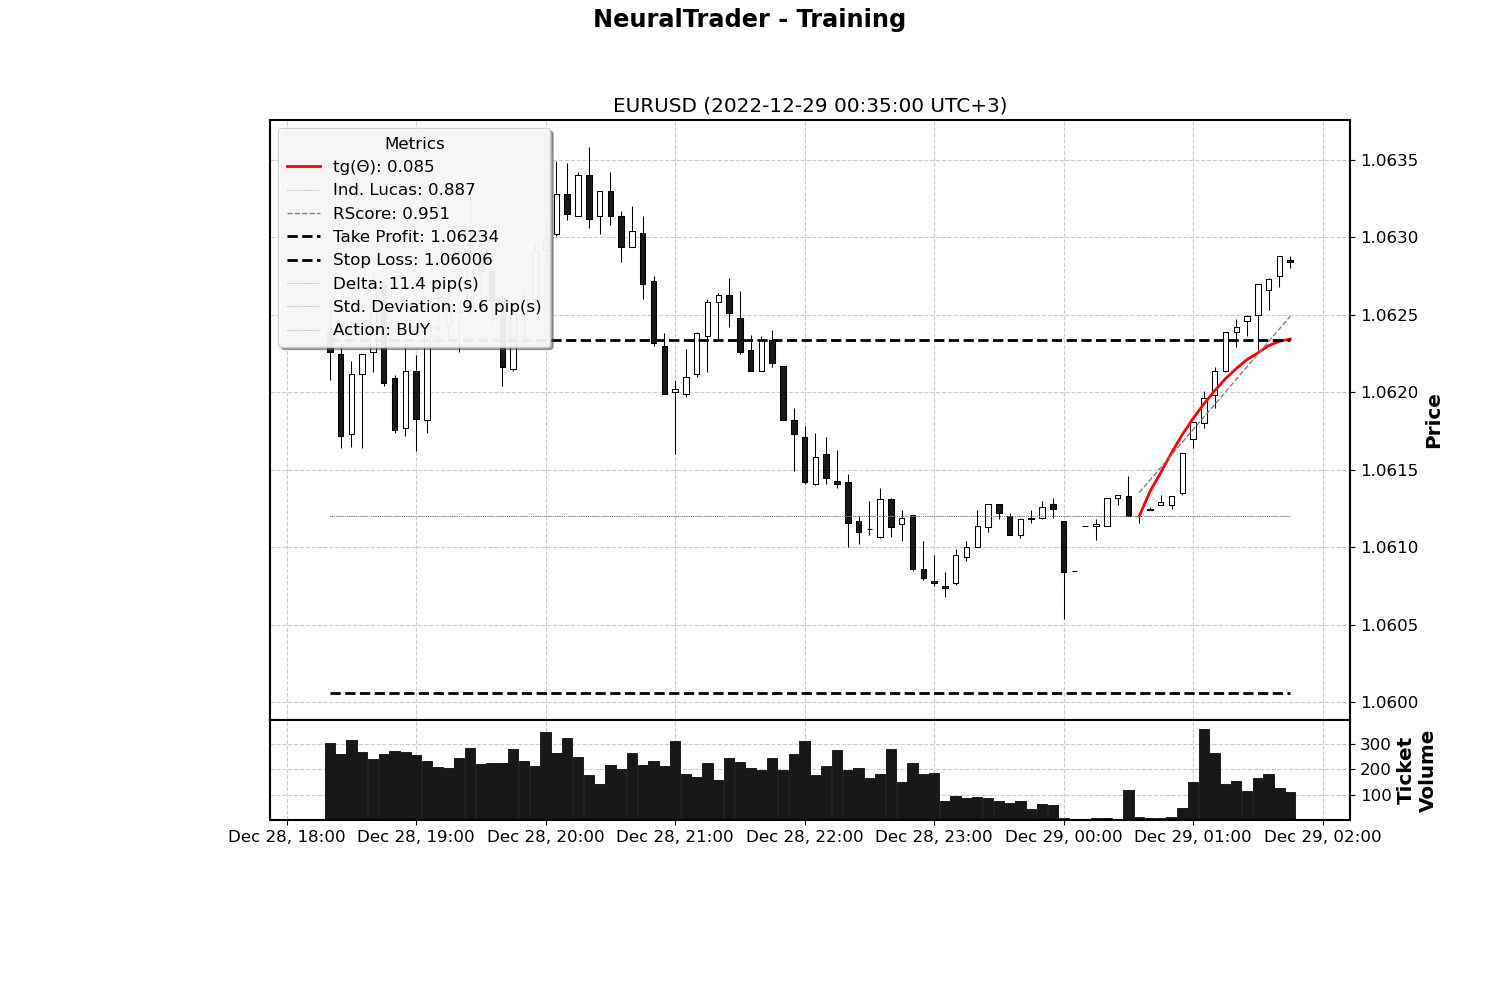 NeuralTrader - Training
EURUSD (2022-12-29 00:35:00 UTC+3)
Metrics
tg(Θ): 0.085
Ind. Lucas: 0.887
RScore: 0.951
Take Profit: 1.06234
Stop Loss: 1.06006
Delta: 11.4 pip(s)
Std. Deviation: 9.6 pip(s)
Action: BUY
1.0635
1.0630
1.0625
1.0620
1.0615
1.0610
1.0605
1.0600
Price
300
200
100
Ticket
Volume
Dec 28, 18:00
Dec 28, 19:00
Dec 28, 20:00
Dec 28, 21:00
Dec 28, 22:00
Dec 28, 23:00
Dec 29, 00:00
Dec 29, 01:00
Dec 29, 02:00